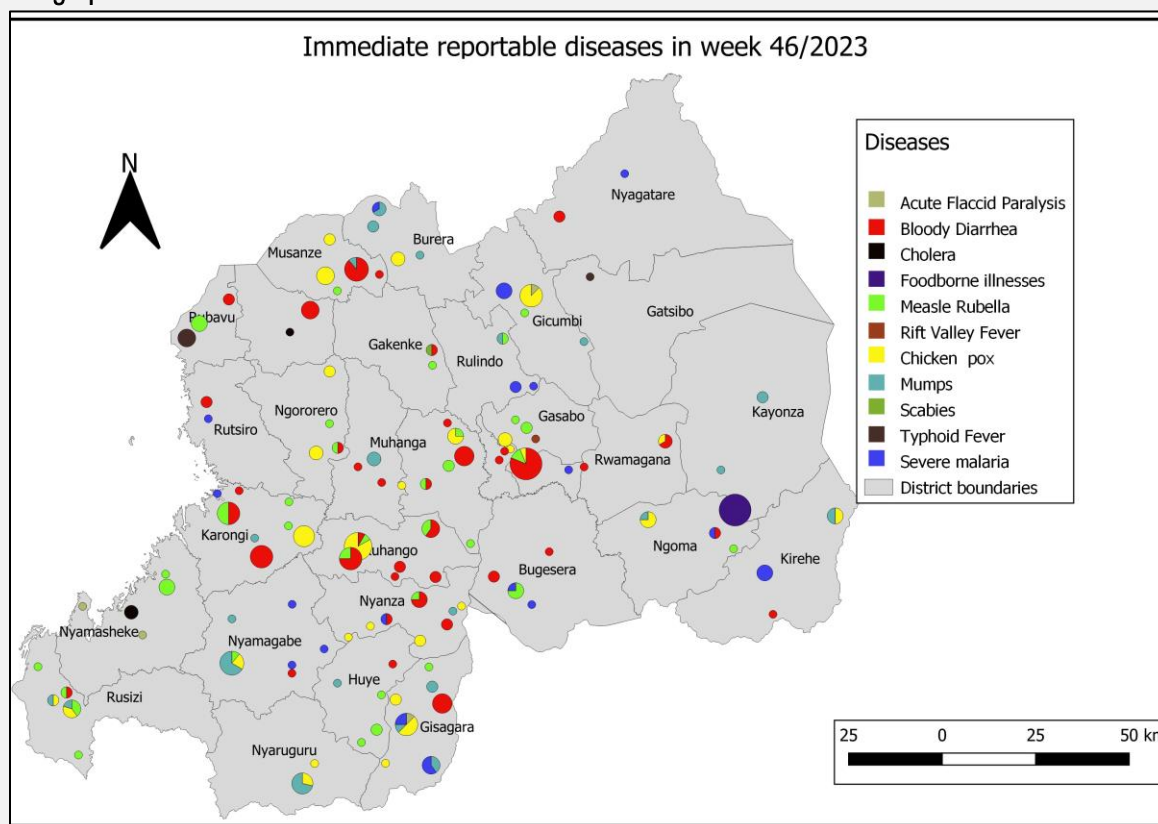 Immediate reportable diseases in week 46/2023
N
Diseases
Acute Flaccid Paralysis
Bloody Diarrhea
Cholera
Foodborne illnesses
Measle Rubella
Rift Valley Fever
Chicken pox
Mumps
Scabies
Typhoid Fever
Severe malaria
District boundaries
Nyagatare
Burera
Musanze
Gicumbi
Gatsibo
Gakenke
Rulindo
Kayonza
Ngororero
Rutsiro
Gasabo
Muhanga
Rwamagana
Karongi
Ngoma
Kirehe
Bugesera
Nyanza
Nyamasheke
Nyamagabe
Huye
Rusizi
Gisagara
Nyaruguru
25 0 25 50 km